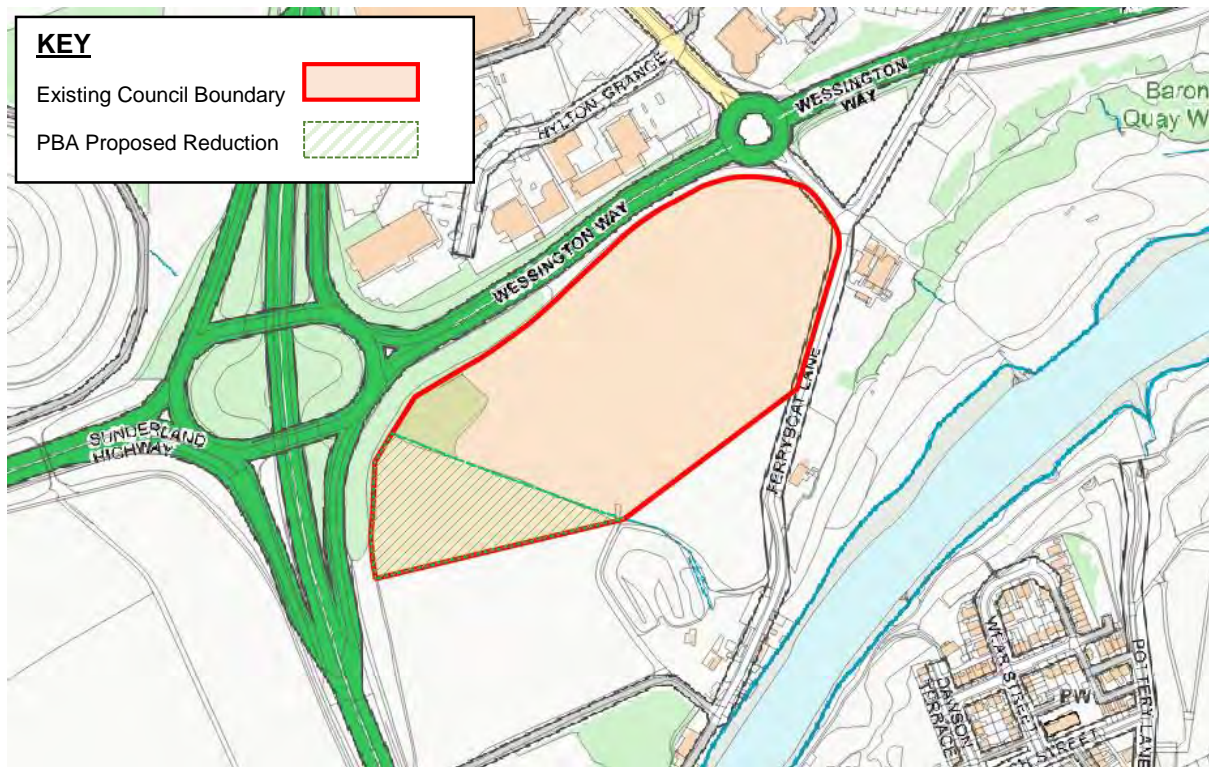 KEY
Existing Council Boundary
PBA Proposed Reduction
HYLTON GRANGE
WESSINGTON
WAY
Baron
Quay W
WESSINGTON WAY
SUNDERLAND
HIGHWAY
FERRYBOAT LANE
WEAR STREET
DAWSON
TERRACE
PW
STREET
POTTERY LANE